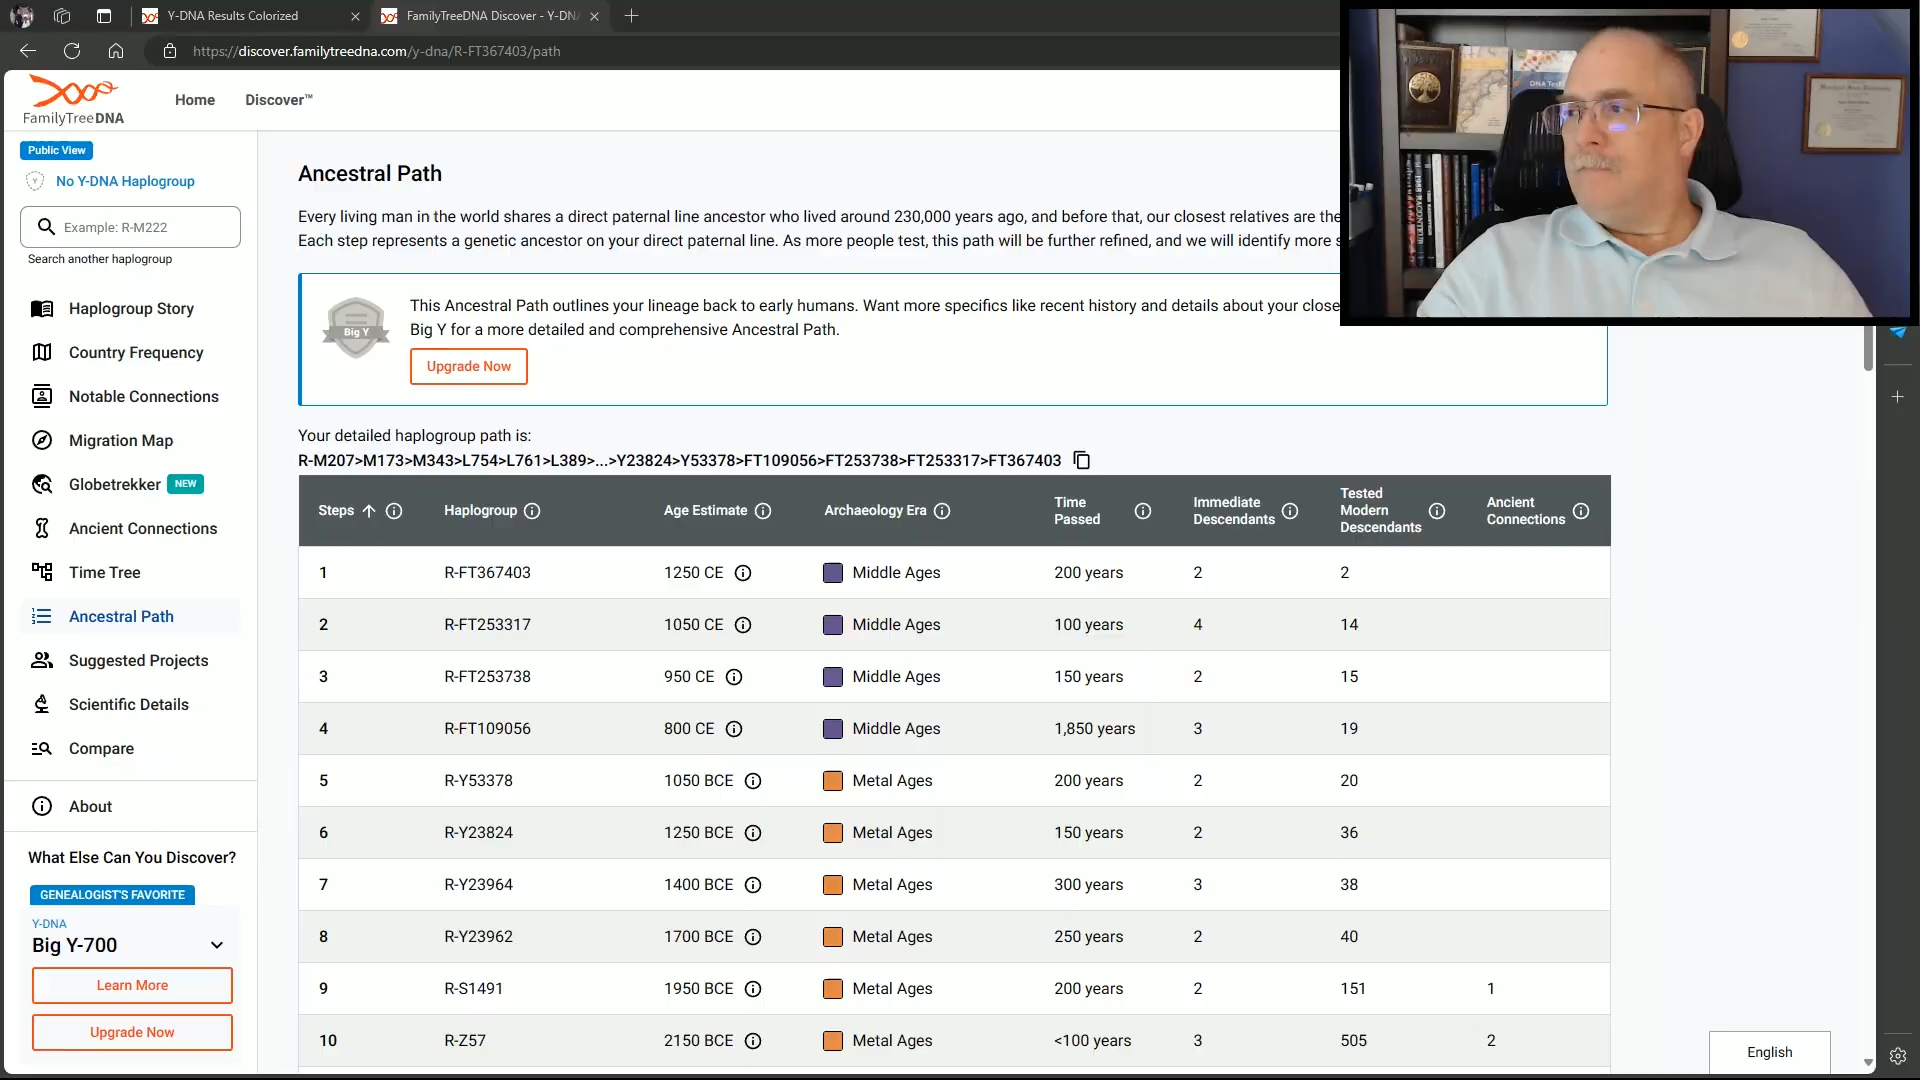 Y-DNA Results Colorized
FamilyTreeDNA Discover - Y-DN
https://discover.familytreedna.com/y-dna/R-FT367403/path
FamilyTreeDNA
Home
Discover™
Public View
No Y-DNA Haplogroup
Example: R-M222
Search another haplogroup
Haplogroup Story
Country Frequency
Notable Connections
Migration Map
Globetrekker NEW
Ancient Connections
Time Tree
Ancestral Path
Suggested Projects
Scientific Details
Compare
About
What Else Can You Discover?
GENEALOGIST'S FAVORITE
Y-DNA
Big Y-700
Learn More
Upgrade Now
Ancestral Path
Every living man in the world shares a direct paternal line ancestor who lived around 230,000 years ago, and before that, our closest relatives are the
Each step represents a genetic ancestor on your direct paternal line. As more people test, this path will be further refined, and we will identify more s
Big Y
This Ancestral Path outlines your lineage back to early humans. Want more specifics like recent history and details about your close
Big Y for a more detailed and comprehensive Ancestral Path.
Upgrade Now
Your detailed haplogroup path is:
R-M207>M173>M343>L754>L761>L389>...>Y23824>Y53378>FT109056>FT253738>FT253317>FT367403
Steps Haplogroup Age Estimate Archaeology Era Time Passed Immediate Descendants Tested Modern Descendants Ancient Connections
1 R-FT367403 1250 CE Middle Ages 200 years 2 2
2 R-FT253317 1050 CE Middle Ages 100 years 4 14
3 R-FT253738 950 CE Middle Ages 150 years 2 15
4 R-FT109056 800 CE Middle Ages 1,850 years 3 19
5 R-Y53378 1050 BCE Metal Ages 200 years 2 20
6 R-Y23824 1250 BCE Metal Ages 150 years 2 36
7 R-Y23964 1400 BCE Metal Ages 300 years 3 38
8 R-Y23962 1700 BCE Metal Ages 250 years 2 40
9 R-S1491 1950 BCE Metal Ages 200 years 2 151 1
10 R-Z57 2150 BCE Metal Ages <100 years 3 505 2
English
1988 RACONTEUR